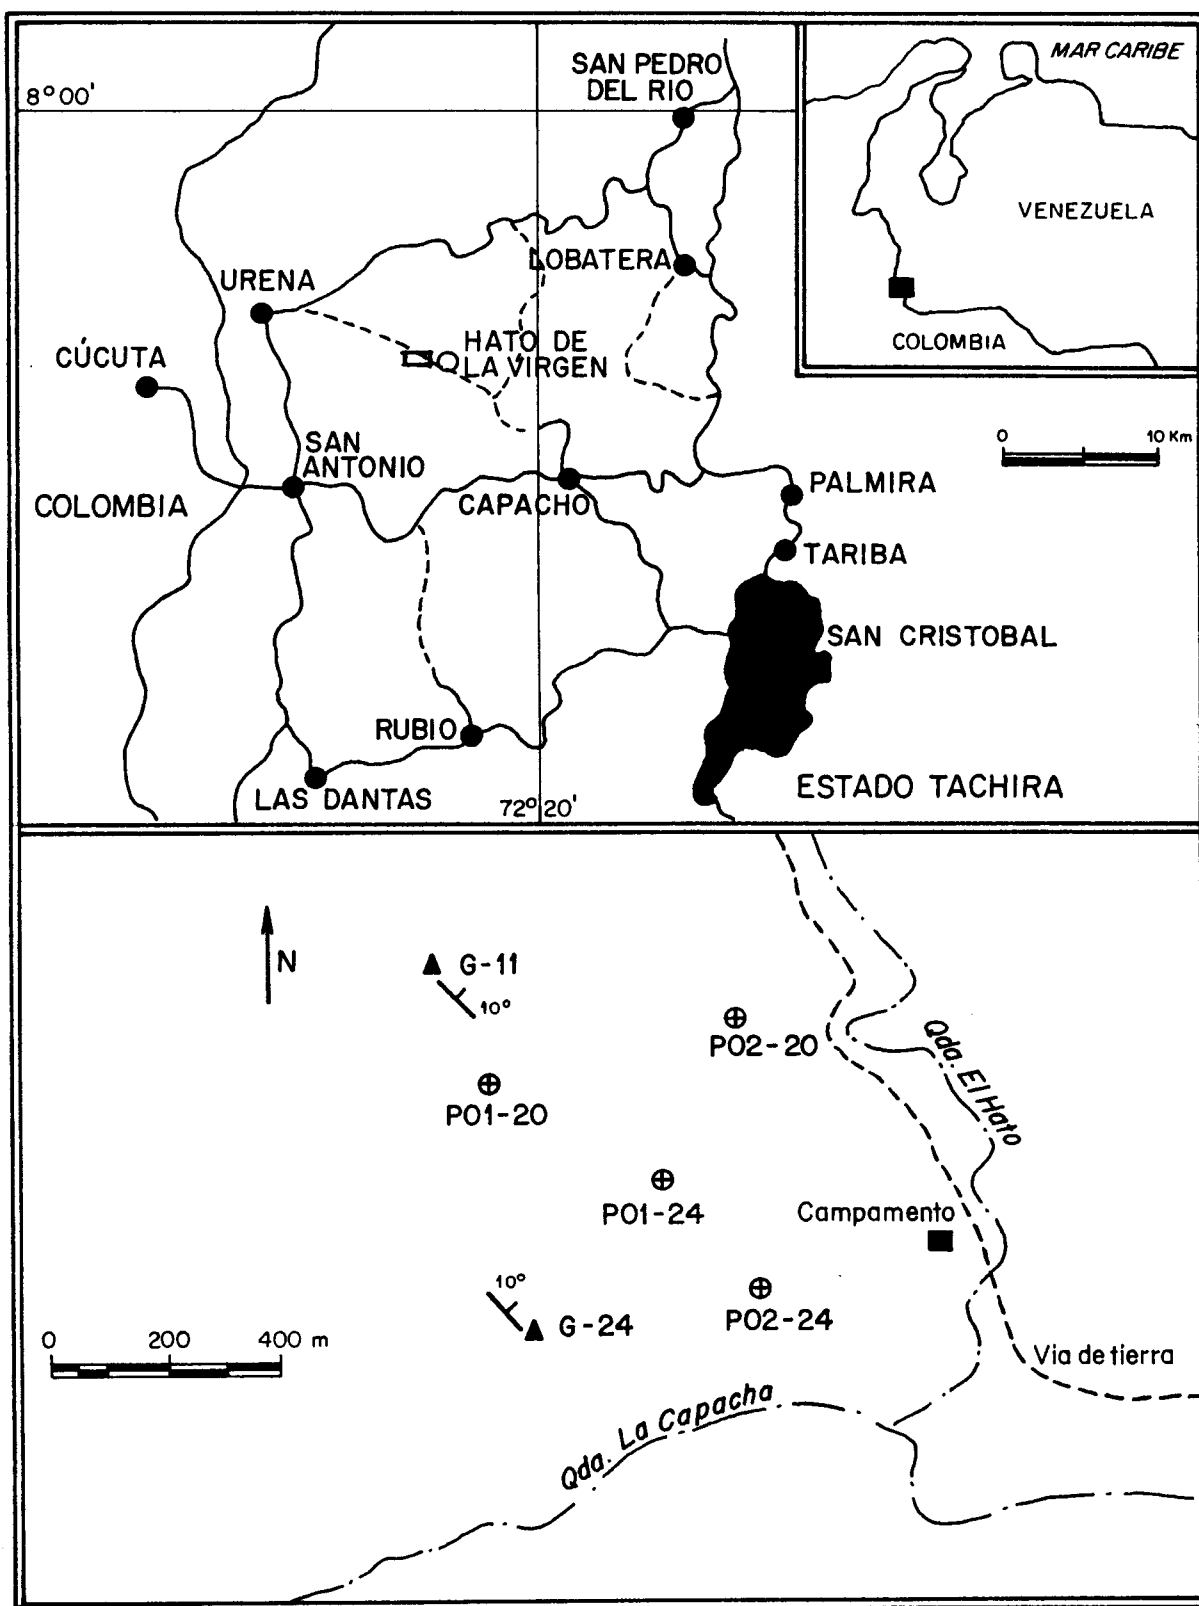 8°00'
SAN PEDRO
DEL RIO
MAR CARIBE
VENEZUELA
COLOMBIA
LOBATERA
URENA
HATO DE
LA VIRGEN
CÚCUTA
0 10 Km
SAN
ANTONIO
COLOMBIA
CAPACHO
PALMIRA
TARIBA
SAN CRISTOBAL
RUBIO
LAS DANTAS
72°20'
ESTADO TACHIRA
N
G-11
10°
PO2-20
PO1-20
Qda. El Hato
PO1-24
Campamento
10°
G-24
PO2-24
0 200 400 m
Via de tierra
Qda. La Capacha